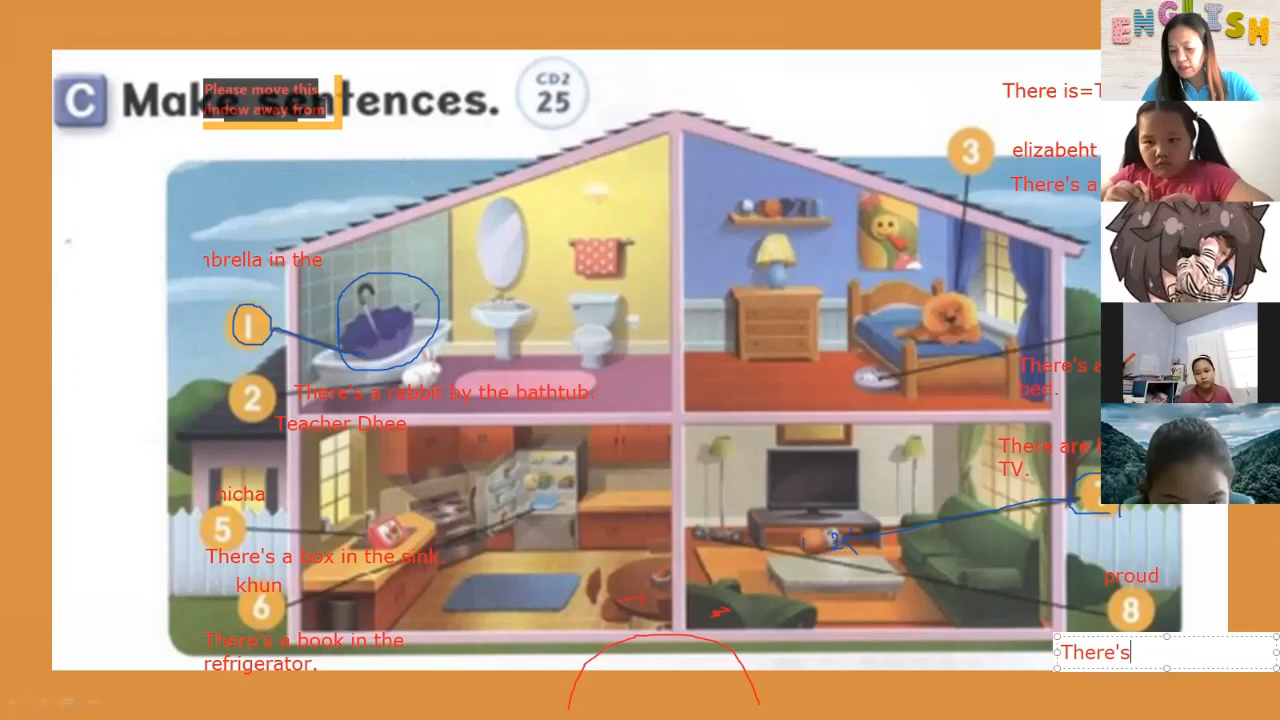 ENGLISH
C Make sentences.
CD2
25
Please move this
window away from
There is=T
3
elizabeht
There's a
nbrella in the
1
2
There's a rabbit by the bathtub.
Teacher Dhee
There's a
bed.
There are
TV.
nicha
5
There's a box in the sink.
khun
6
There's a book in the
refrigerator.
proud
8
There's